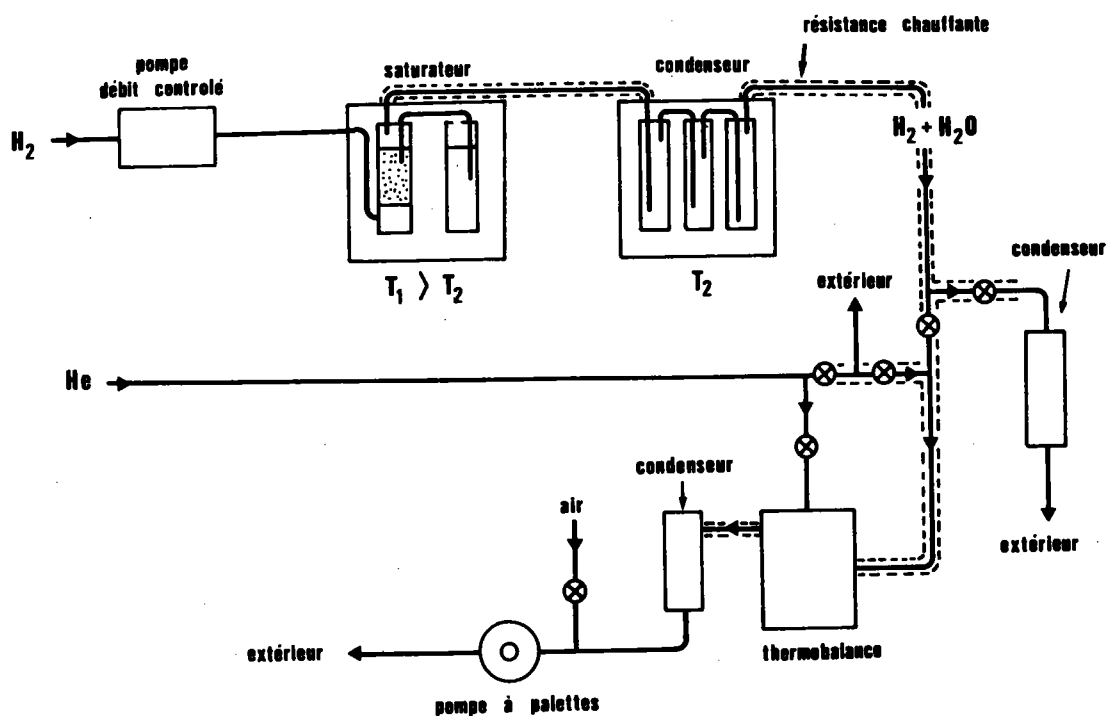 résistance chauffante
pompe
débit controlé
saturateur
condenseur
H₂
H₂ + H₂O
T₁ > T₂
T₂
condenseur
extérieur
He
condenseur
air
extérieur
extérieur
thermobalance
pompe à palettes